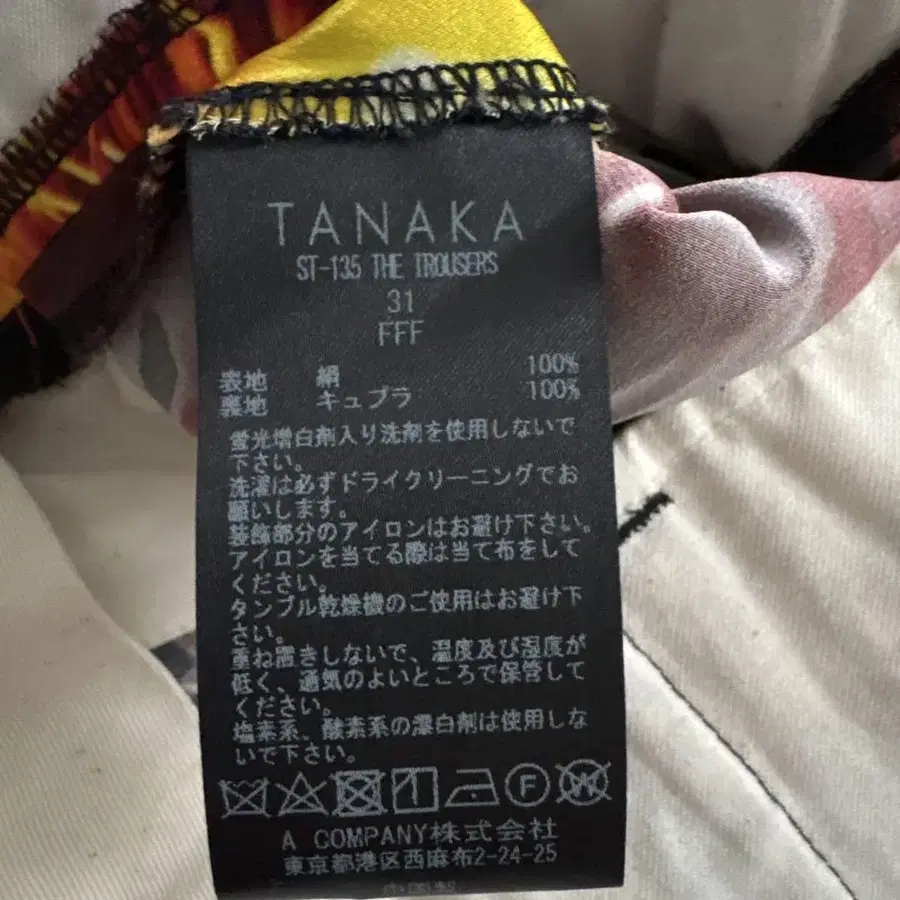 TANAKA
ST-135 THE TROUSERS
31
FFF
表地 絹 100%
裏地 キュプラ 100%
蛍光増白剤入り洗剤を使用しないで
下さい。
洗濯は必ずドライクリーニングでお
願いします。
装飾部分のアイロンはお避け下さい。
アイロンを当てる際は当て布をして
ください。
タンブル乾燥機のご使用はお避け下
さい。
重ね置きしないで、温度及び湿度が
低く、通気のよいところで保管して
ください。
塩素系、酸素系の漂白剤は使用しな
いで下さい。
F W
A COMPANY株式会社
東京都港区西麻布2-24-25